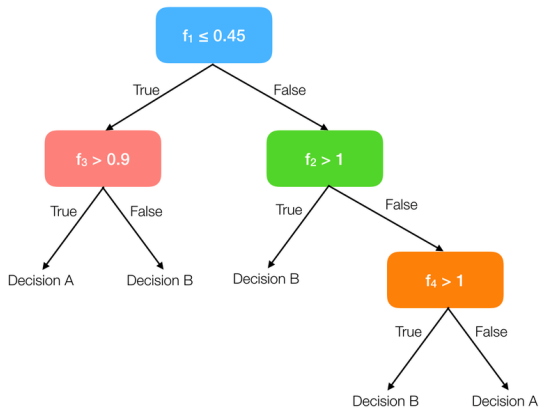 f₁ ≤ 0.45
True
False
f₃ > 0.9
f₂ > 1
True
False
True
False
Decision A
Decision B
Decision B
f₄ > 1
True
False
Decision B
Decision A